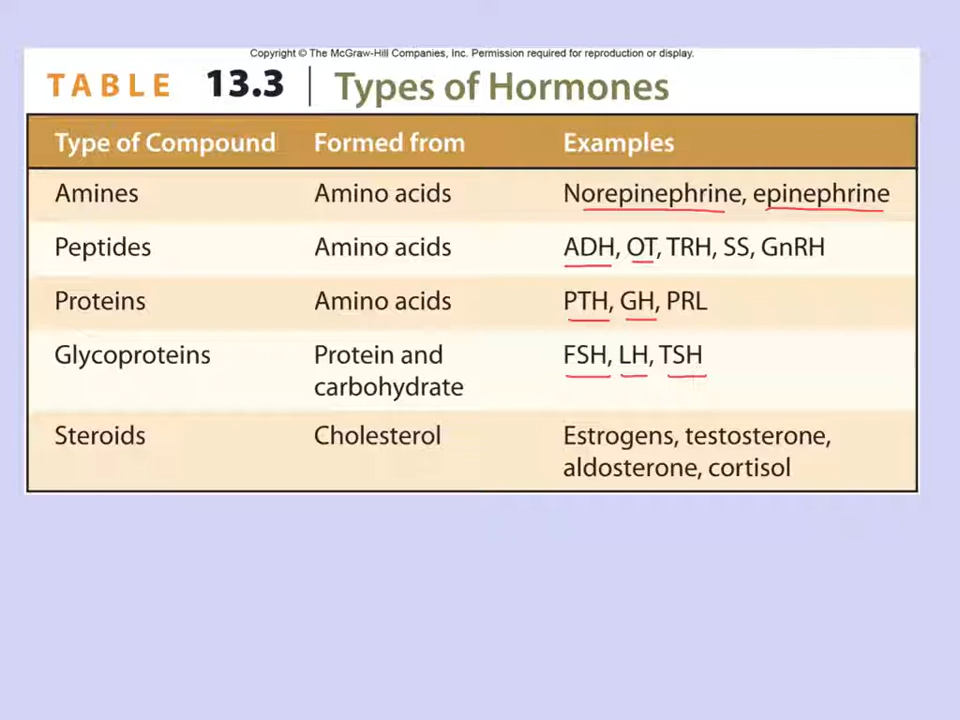 Copyright © The McGraw-Hill Companies, Inc. Permission required for reproduction or display.
TABLE 13.3 | Types of Hormones
Type of Compound Formed from Examples
Amines Amino acids Norepinephrine, epinephrine
Peptides Amino acids ADH, OT, TRH, SS, GnRH
Proteins Amino acids PTH, GH, PRL
Glycoproteins Protein and FSH, LH, TSH
carbohydrate
Steroids Cholesterol Estrogens, testosterone,
aldosterone, cortisol